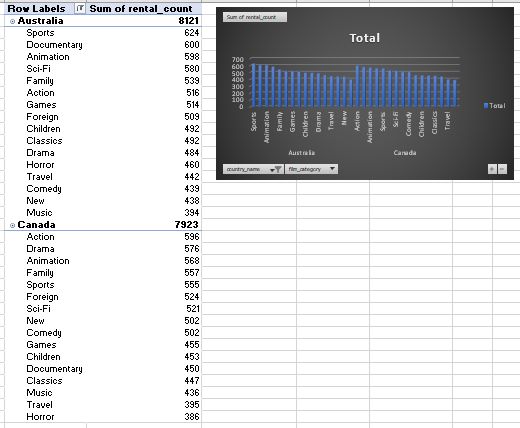 Row Labels Sum of rental_count
Australia 8121
Sports 624
Documentary 600
Animation 598
Sci-Fi 580
Family 539
Action 516
Games 514
Foreign 509
Children 492
Classics 492
Drama 484
Horror 460
Travel 442
Comedy 439
New 438
Music 394
Canada 7923
Action 596
Drama 576
Animation 568
Family 557
Sports 555
Foreign 524
Sci-Fi 521
New 502
Comedy 502
Games 455
Children 453
Documentary 450
Classics 447
Music 436
Travel 395
Horror 386
Sum of rental_count
Total
700
600
500
400
300
200
100
0
Sports
Animation
Family
Games
Children
Drama
Travel
New
Action
Animation
Sports
Sci-Fi
Comedy
Children
Classics
Travel
Australia Canada
Total
country_name film_category
+ -